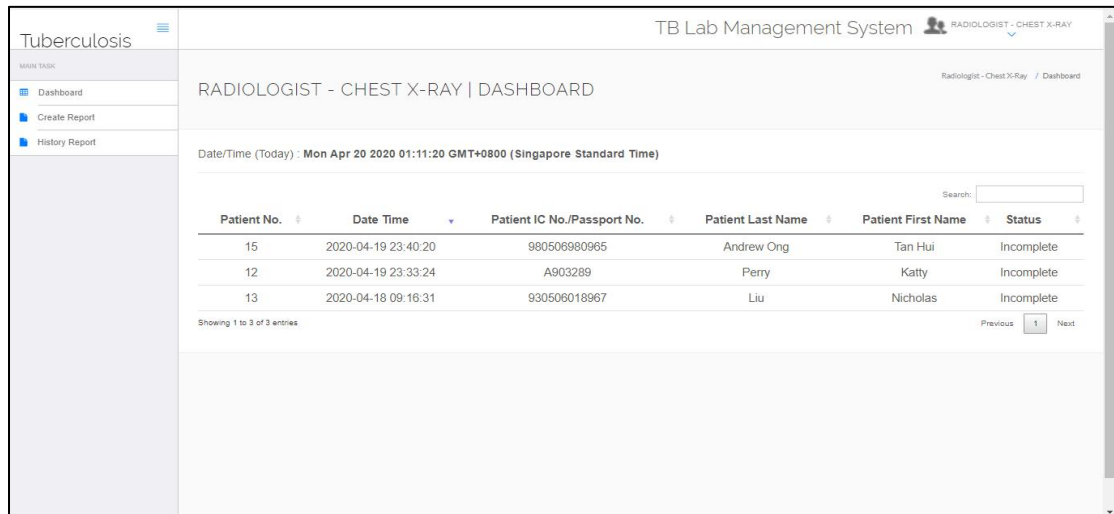 Tuberculosis
TB Lab Management System RADIOLOGIST - CHEST X-RAY
MAIN TASK
Dashboard
Create Report
History Report
RADIOLOGIST - CHEST X-RAY | DASHBOARD
Radiologist - Chest X-Ray / Dashboard
Date/Time (Today) : Mon Apr 20 2020 01:11:20 GMT+0800 (Singapore Standard Time)
Search:
Patient No. Date Time Patient IC No./Passport No. Patient Last Name Patient First Name Status
15 2020-04-19 23:40:20 980506980965 Andrew Ong Tan Hui Incomplete
12 2020-04-19 23:33:24 A903289 Perry Katty Incomplete
13 2020-04-18 09:16:31 930506018967 Liu Nicholas Incomplete
Showing 1 to 3 of 3 entries
Previous 1 Next